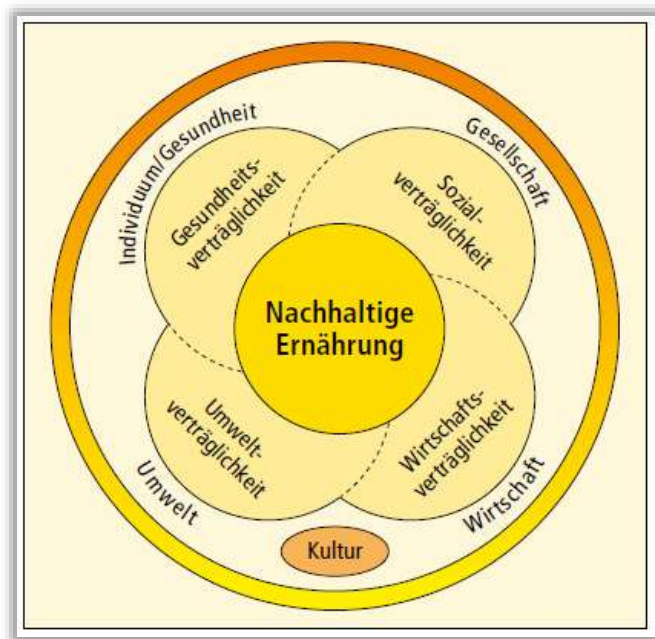 Individuum/Gesundheit
Gesellschaft
Gesundheits-
verträglichkeit
Sozial-
verträglichkeit
Nachhaltige
Ernährung
Umwelt-
verträglichkeit
Wirtschafts-
verträglichkeit
Umwelt
Wirtschaft
Kultur